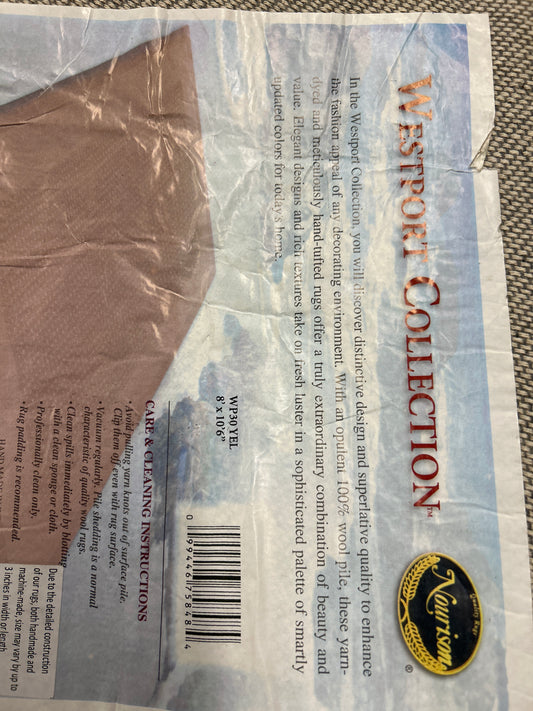 WESTPORT COLLECTION™
Quality Rugs
Nourison
®
In the Westport Collection, you will discover distinctive design and superlative quality to enhance
the fashion appeal of any decorating environment. With an opulent 100% wool pile, these yarn-
dyed and meticulously hand-tufted rugs offer a truly extraordinary combination of beauty and
value. Elegant designs and rich textures take on fresh luster in a sophisticated palette of smartly
updated colors for today's home.
WP30 YEL
8' x 10'6"
0 99446 75848 4
CARE & CLEANING INSTRUCTIONS
• Avoid pulling yarn knots out of surface pile.
Clip them off even with rug surface.
• Vacuum regularly. Pile shedding is a normal
characteristic of quality wool rugs.
• Clean spills immediately by blotting
with a clean sponge or cloth.
• Professionally clean only.
• Rug padding is recommended.
Due to the detailed construction
of our rugs, both handmade and
machine-made, size may vary by up to
3 inches in width or length